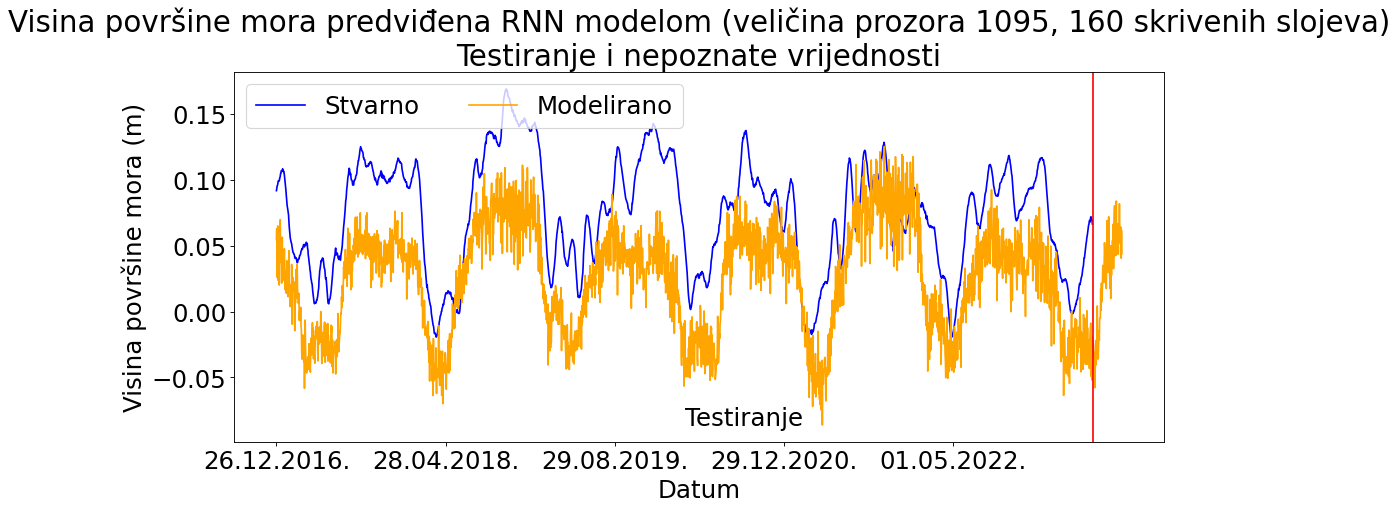 Visina površine mora predviđena RNN modelom (veličina prozora 1095, 160 skrivenih slojeva)
Testiranje i nepoznate vrijednosti
Stvarno Modelirano
Visina površine mora (m)
0.15
0.10
0.05
0.00
−0.05
Testiranje
26.12.2016. 28.04.2018. 29.08.2019. 29.12.2020. 01.05.2022.
Datum